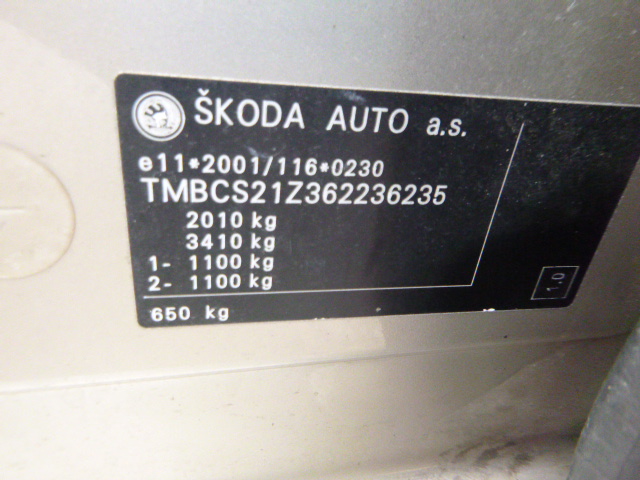 ŠKODA AUTO a.s.
e11*2001/116*0230
TMBCS21Z362236235
2010 kg
3410 kg
1- 1100 kg
2- 1100 kg
1.0
650 kg